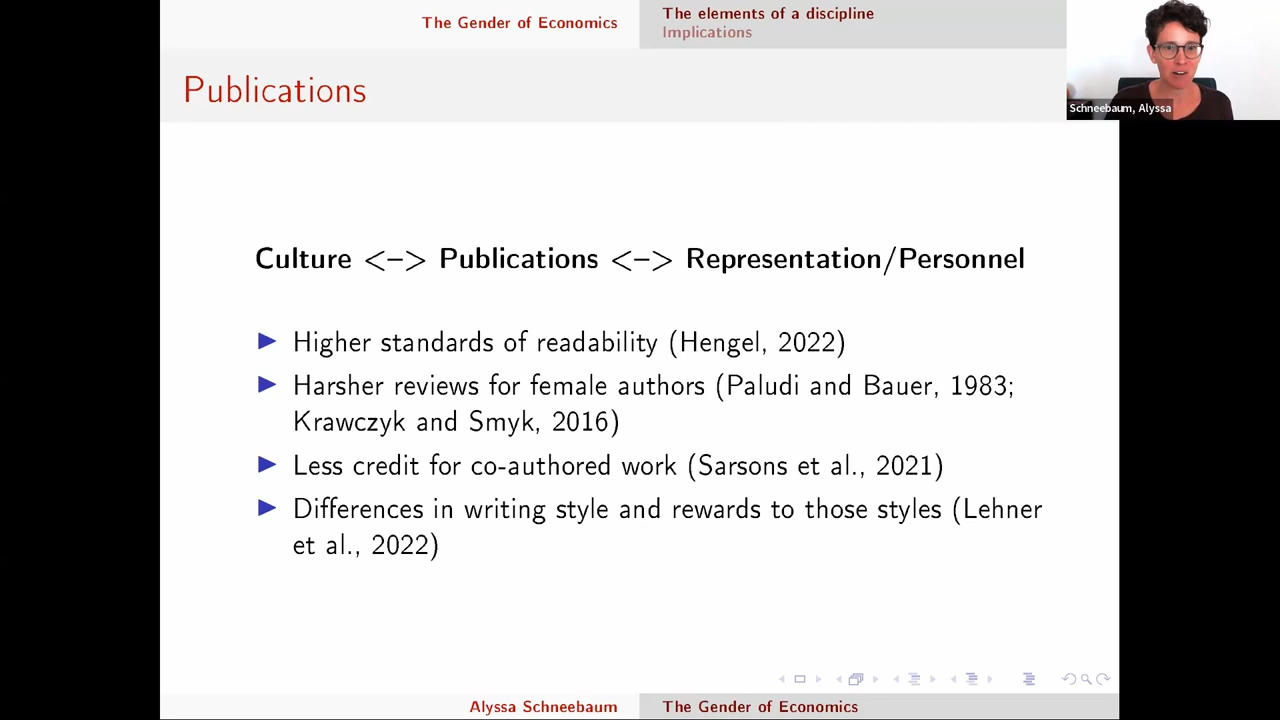 The Gender of Economics
The elements of a discipline
Implications
Schneebaum, Alyssa
Publications
Culture <–> Publications <–> Representation/Personnel
Higher standards of readability (Hengel, 2022)
Harsher reviews for female authors (Paludi and Bauer, 1983;
Krawczyk and Smyk, 2016)
Less credit for co-authored work (Sarsons et al., 2021)
Differences in writing style and rewards to those styles (Lehner
et al., 2022)
Alyssa Schneebaum
The Gender of Economics